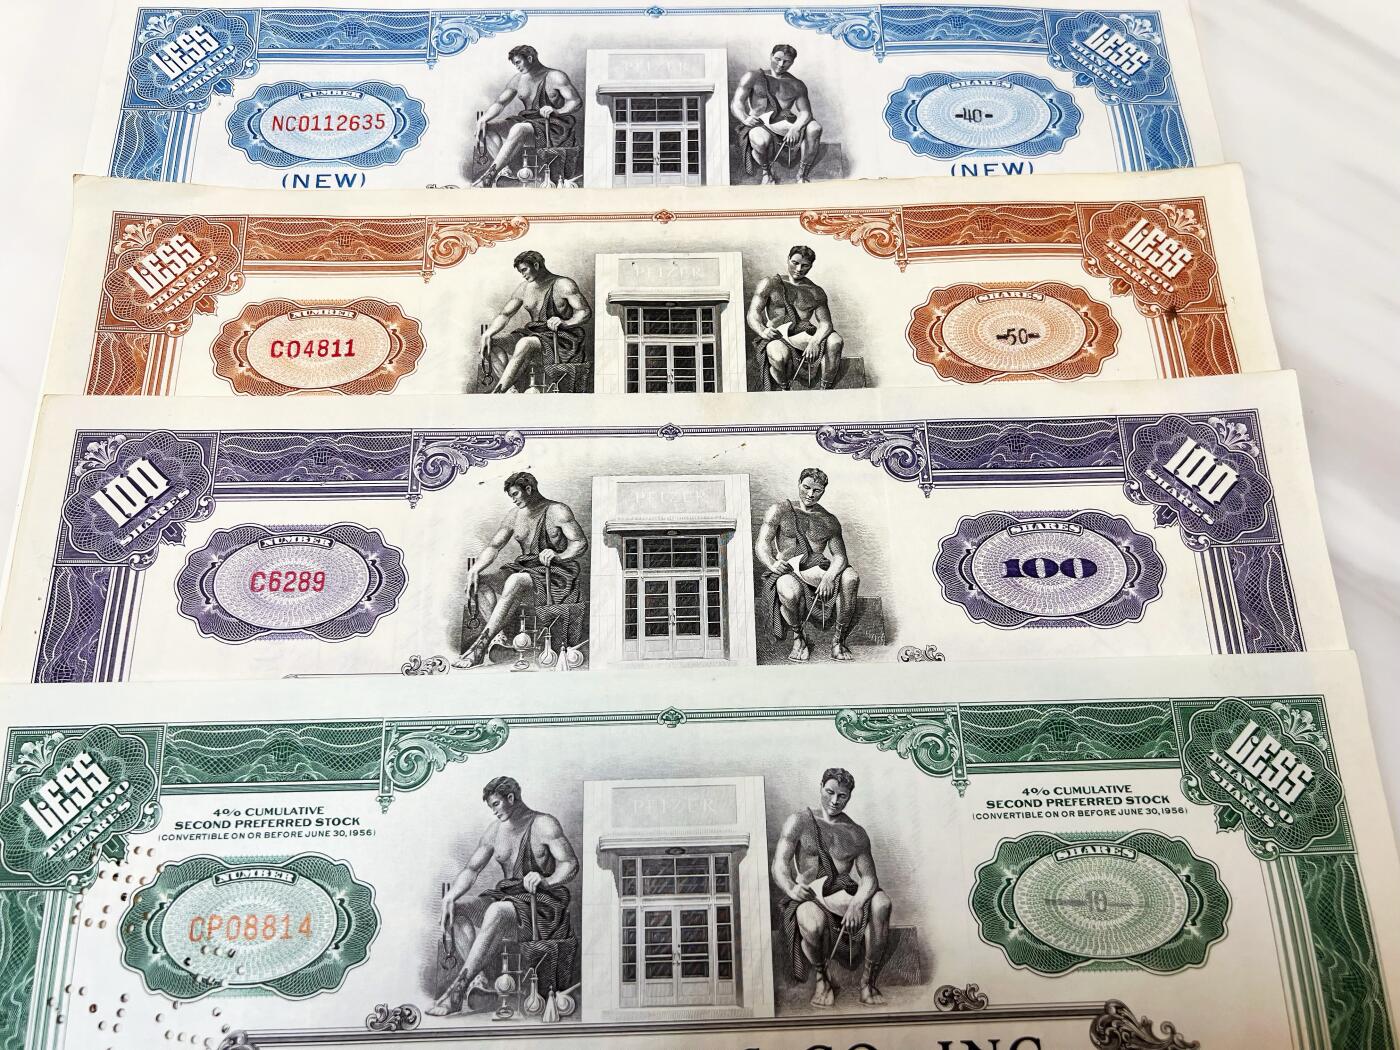 LESS
THAN 100
SHARES
NUMBER
NC0112635
(NEW)
PFIZER
SHARES
-40-
(NEW)
LESS
THAN 100
SHARES
LESS
THAN 100
SHARES
NUMBER
C04811
PFIZER
SHARES
-50-
LESS
THAN 100
SHARES
100
SHARES
NUMBER
C6289
PFIZER
SHARES
100
100
SHARES
LESS
THAN 100
SHARES
4% CUMULATIVE
SECOND PREFERRED STOCK
(CONVERTIBLE ON OR BEFORE JUNE 30, 1956)
NUMBER
CP08814
PFIZER
4% CUMULATIVE
SECOND PREFERRED STOCK
(CONVERTIBLE ON OR BEFORE JUNE 30, 1956)
SHARES
10
LESS
THAN 100
SHARES
CO., INC.